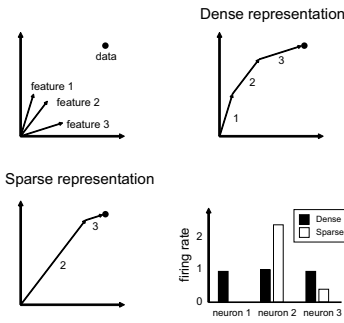 Dense representation
data
feature 1
feature 2
feature 3
3
2
1
Sparse representation
3
2
firing rate
2
1
0
Dense
Sparse
neuron 1 neuron 2 neuron 3